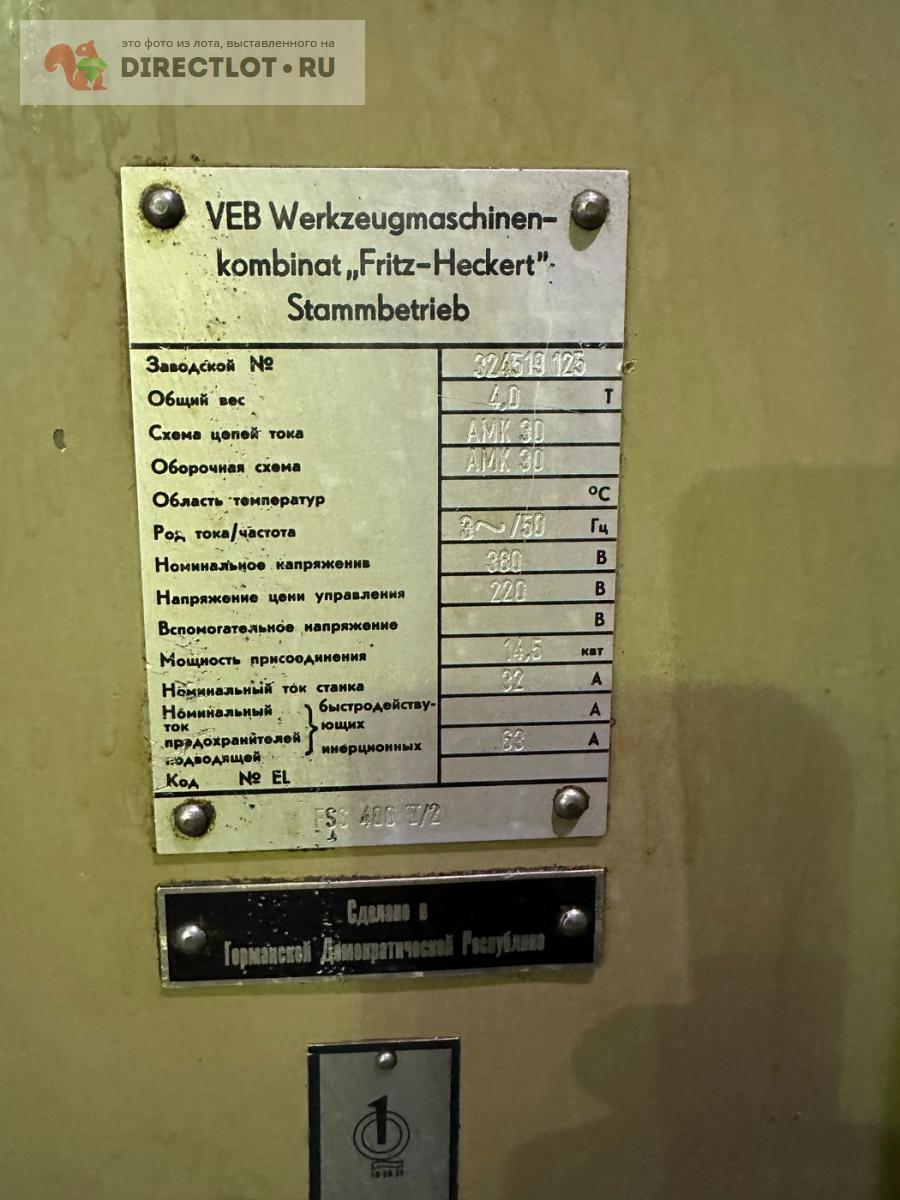 это фото из лота, выставленного на
DIRECTLOT•RU
VEB Werkzeugmaschinen-
kombinat „Fritz-Heckert”
Stammbetrieb
Заводской № 324519 125
Общий вес 4,0 Т
Схема цепей тока АМК 30
Оборочная схема АМК 30
Область температур °С
Род тока/частота 3~/50 Гц
Номинальное капряженив 380 В
Напряжение цени управления 220 В
Вспомогательное напряжение В
Мощность присоединения 14,5 квт
Номинальный ток станка 32 А
Номинальный ток предохранителей подводящей } быстродейству-
ющих А
инерционных 63 А
Код № EL
FSS 400 /2
Сделано в
Германской Димократической Республике
1